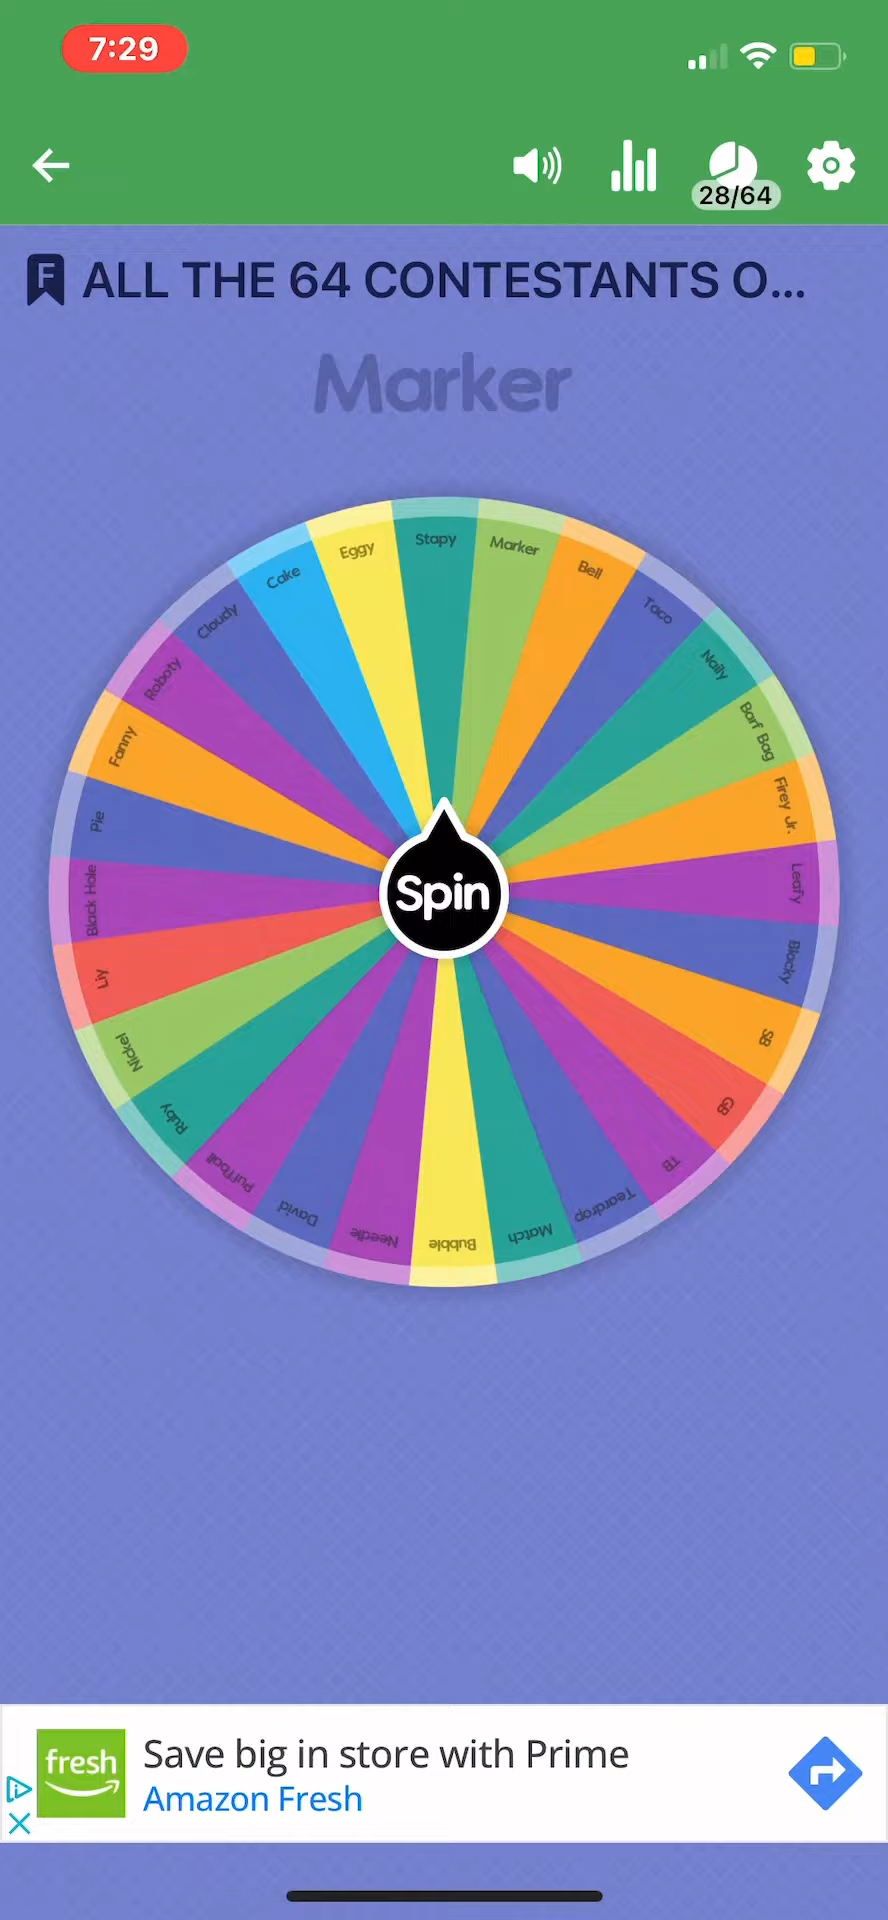 7:29
28/64
F ALL THE 64 CONTESTANTS O...
Marker
Stapy
Marker
Bell
Taco
Naily
Barf Bag
Firey Jr.
Leafy
Blocky
SB
GB
TB
Teardrop
Match
Bubble
Needle
David
Puffball
Ruby
Nickel
Liy
Black Hole
Pie
Fanny
Roboty
Cloudy
Cake
Eggy
Spin
fresh
Save big in store with Prime
Amazon Fresh